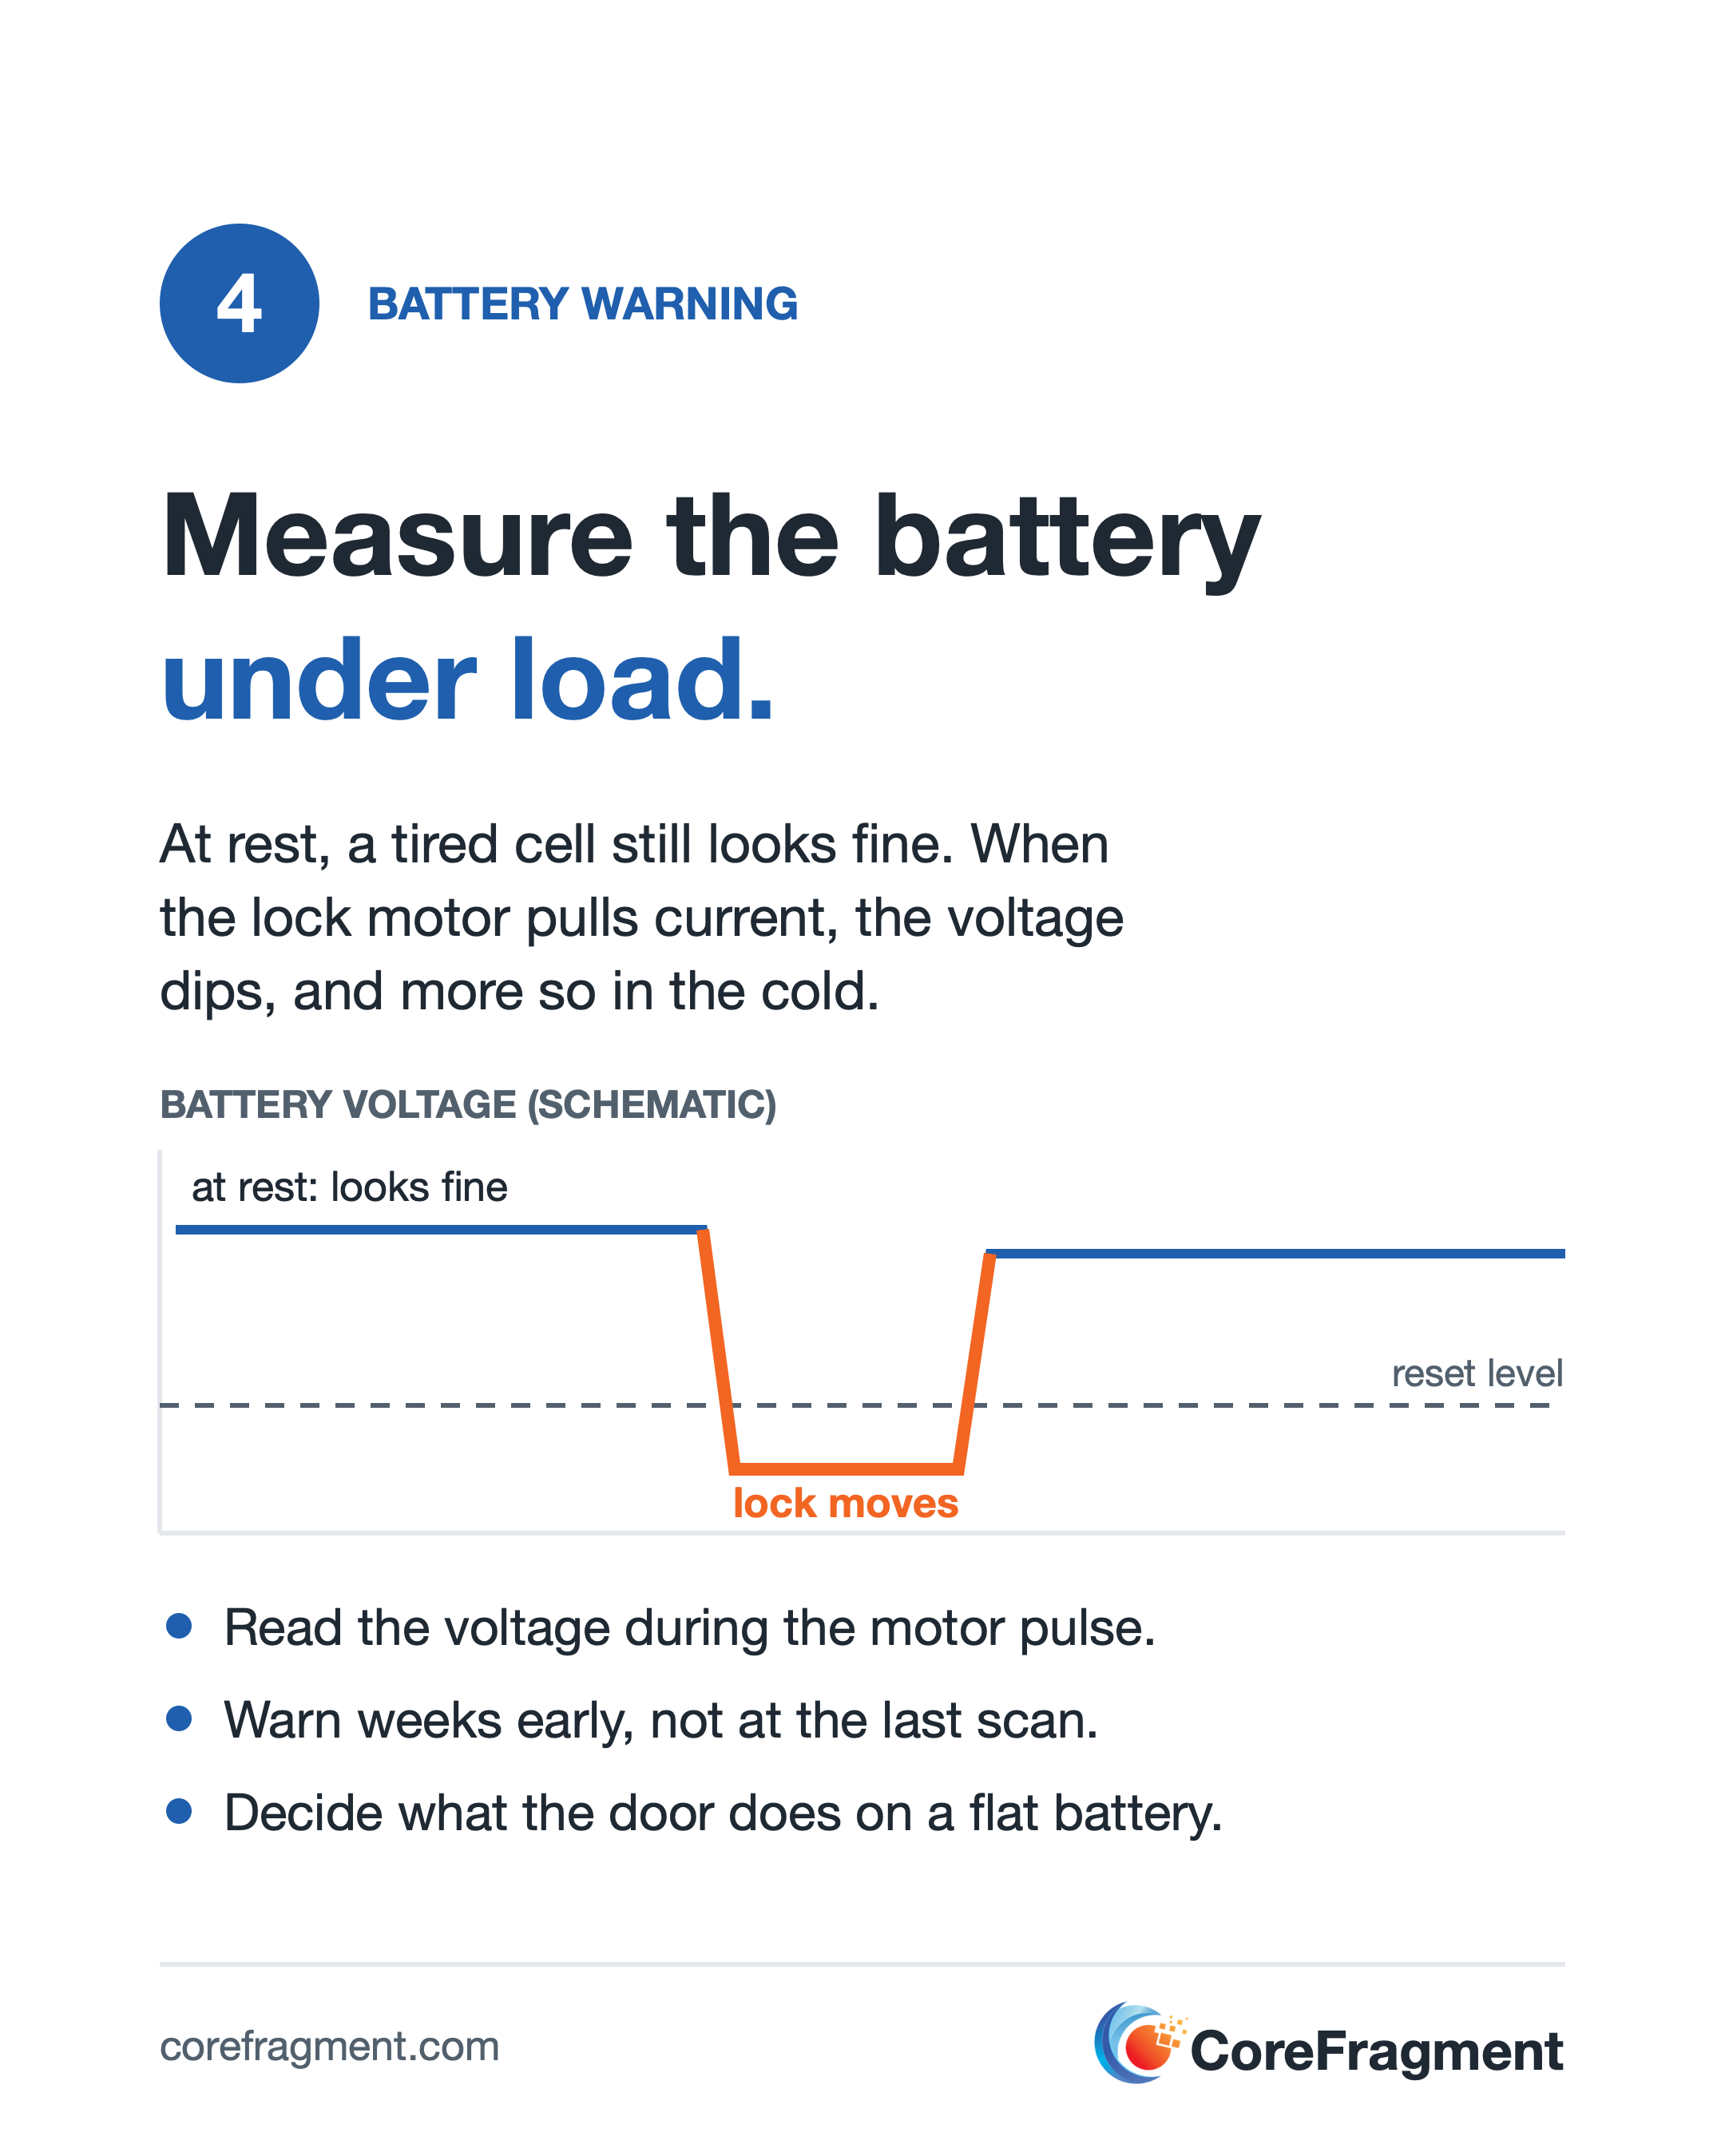 4
BATTERY WARNING
Measure the battery
under load.
At rest, a tired cell still looks fine. When
the lock motor pulls current, the voltage
dips, and more so in the cold.
BATTERY VOLTAGE (SCHEMATIC)
at rest: looks fine
reset level
lock moves
Read the voltage during the motor pulse.
Warn weeks early, not at the last scan.
Decide what the door does on a flat battery.
corefragment.com
CoreFragment